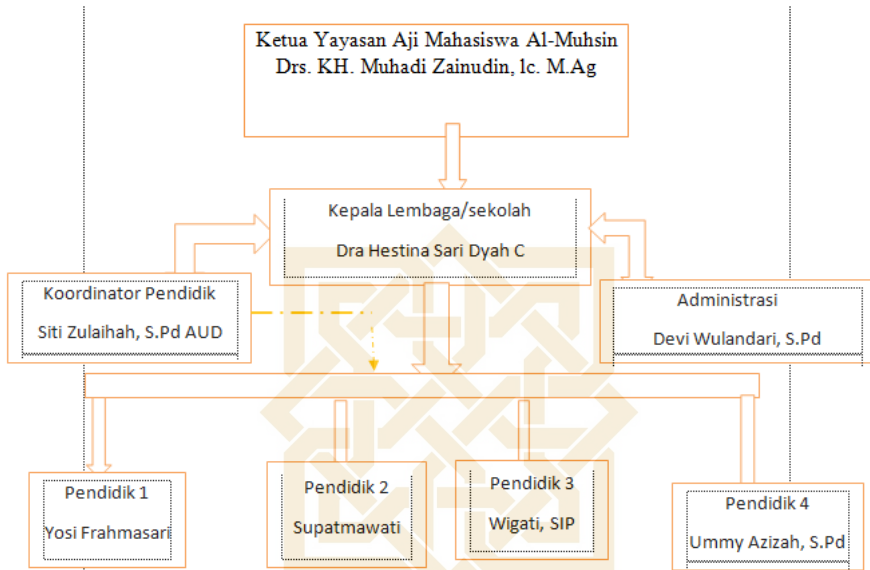 Ketua Yayasan Aji Mahasiswa Al-Muhsin
Drs. KH. Muhadi Zainudin, lc. M.Ag
Kepala Lembaga/sekolah
Dra Hestina Sari Dyah C
Koordinator Pendidik
Siti Zulaihah, S.Pd AUD
Administrasi
Devi Wulandari, S.Pd
Pendidik 1
Yosi Frahmasari
Pendidik 2
Supatmawati
Pendidik 3
Wigati, SIP
Pendidik 4
Ummy Azizah, S.Pd